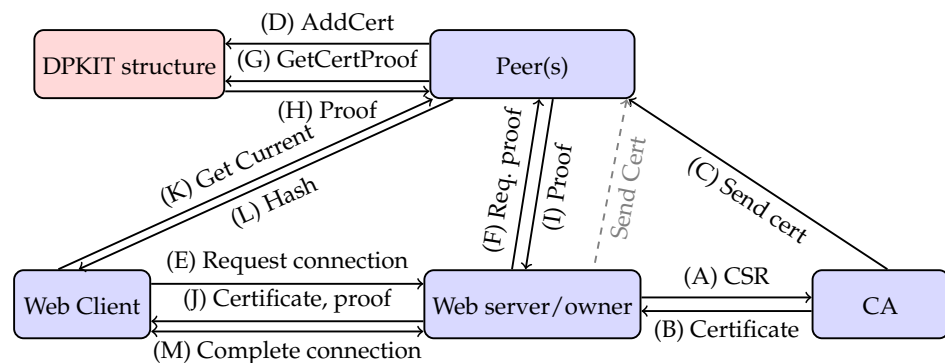 (D) AddCert
DPKIT structure
(G) GetCertProof
Peer(s)
(H) Proof
(K) Get Current
(L) Hash
(F) Req. proof
(I) Proof
Send Cert
(C) Send cert
(E) Request connection
Web Client
(J) Certificate, proof
Web server/owner
(A) CSR
CA
(B) Certificate
(M) Complete connection